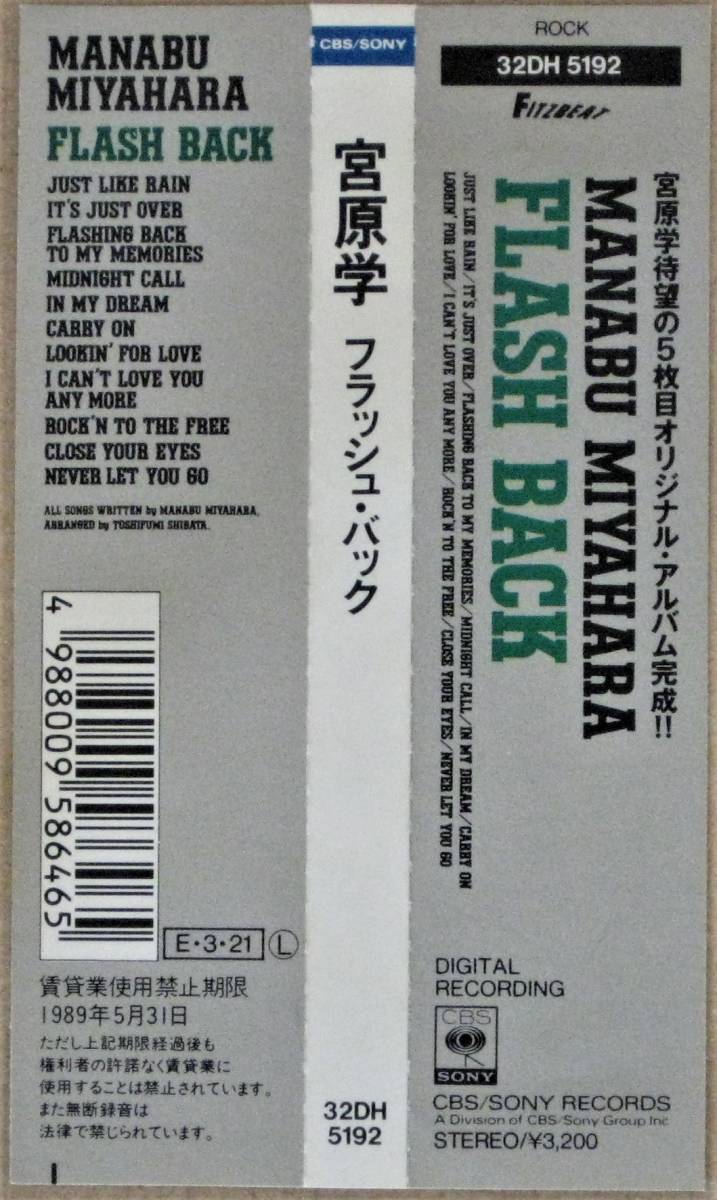 MANABU
MIYAHARA
FLASH BACK
JUST LIKE RAIN
IT'S JUST OVER
FLASHING BACK
TO MY MEMORIES
MIDNIGHT CALL
IN MY DREAM
CARRY ON
LOOKIN' FOR LOVE
I CAN'T LOVE YOU
ANY MORE
ROCK'N TO THE FREE
CLOSE YOUR EYES
NEVER LET YOU GO
ALL SONGS WRITTEN by MANABU MIYAHARA.
ARRANGED by TOSHIFUMI SHIBATA.
4 988009 586465
E・3・21 L
賃貸業使用禁止期限
1989年5月31日
ただし上記期限経過後も
権利者の許諾なく賃貸業に
使用することは禁止されています。
また無断録音は
法律で禁じられています。
CBS/SONY
宮原学 フラッシュ・バック
32DH
5192
ROCK
32DH 5192
FITZBEAT
宮原学待望の5枚目オリジナル・アルバム完成!!
MANABU MIYAHARA
FLASH BACK
JUST LIKE RAIN/IT'S JUST OVER/FLASHING BACK TO MY MEMORIES/MIDNIGHT CALL/IN MY DREAM/CARRY ON
LOOKIN' FOR LOVE/I CAN'T LOVE YOU ANY MORE/ROCK'N TO THE FREE/CLOSE YOUR EYES/NEVER LET YOU GO
DIGITAL
RECORDING
CBS
SONY
CBS/SONY RECORDS
A Division of CBS/Sony Group Inc
STEREO/¥3,200